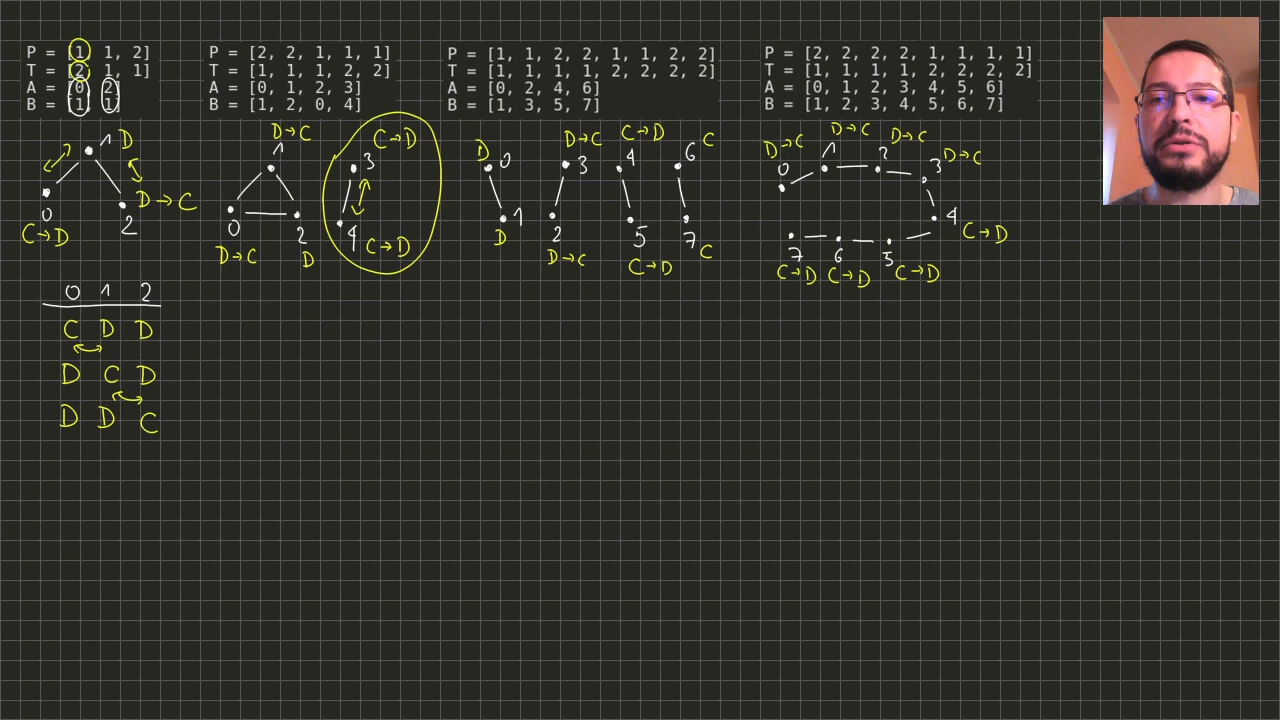 P = [1, 1, 2]
T = [2, 1, 1]
A = [0, 2]
B = [1, 1]
P = [2, 2, 1, 1, 1]
T = [1, 1, 1, 2, 2]
A = [0, 1, 2, 3]
B = [1, 2, 0, 4]
P = [1, 1, 2, 2, 1, 1, 2, 2]
T = [1, 1, 1, 1, 2, 2, 2, 2]
A = [0, 2, 4, 6]
B = [1, 3, 5, 7]
P = [2, 2, 2, 2, 1, 1, 1, 1]
T = [1, 1, 1, 1, 2, 2, 2, 2]
A = [0, 1, 2, 3, 4, 5, 6]
B = [1, 2, 3, 4, 5, 6, 7]
1 D
D→C
0
2
C→D
D→C
1
C→D
3
0
2
4
C→D
D→C
D
D
0
D→C
3
C→D
4
C
6
1
D
2
D→C
5
C→D
7
C
D→C
0
D→C
1
D→C
2
D→C
3
4
C→D
7
6
5
C→D
C→D
C→D
0 1 2
C D D
D C D
D D C